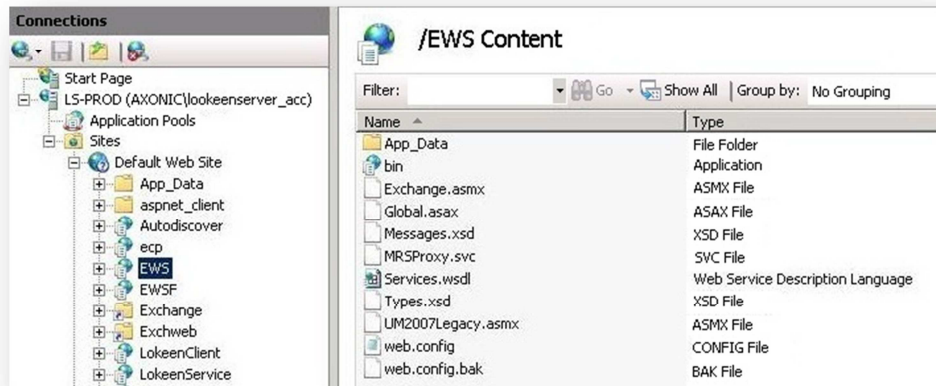 Connections
Start Page
LS-PROD (AXONIC\lookeenserver_acc)
Application Pools
Sites
Default Web Site
App_Data
aspnet_client
Autodiscover
ecp
EWS
EWSF
Exchange
Exchweb
LokeenClient
LokeenService
/EWS Content
Filter: Go Show All Group by: No Grouping
Name Type
App_Data File Folder
bin Application
Exchange.asmx ASMX File
Global.asax ASAX File
Messages.xsd XSD File
MRSProxy.svc SVC File
Services.wsdl Web Service Description Language
Types.xsd XSD File
UM2007Legacy.asmx ASMX File
web.config CONFIG File
web.config.bak BAK File